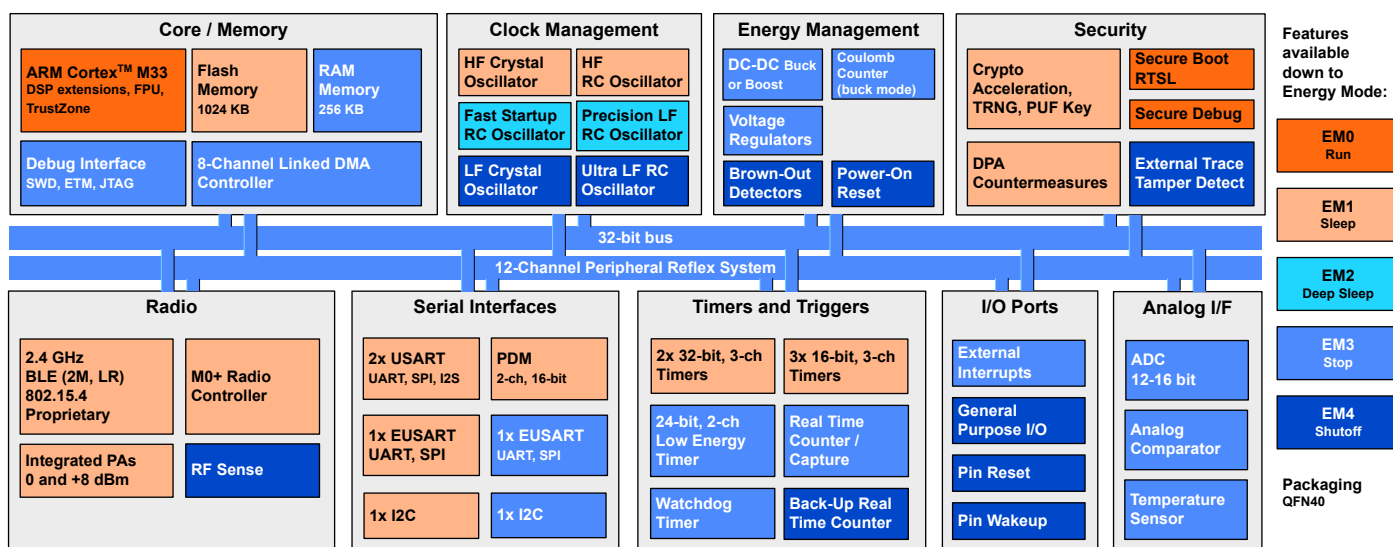 Core / Memory
ARM Cortex™ M33
DSP extensions, FPU,
TrustZone
Flash
Memory
1024 KB
RAM
Memory
256 KB
Debug Interface
SWD, ETM, JTAG
8-Channel Linked DMA
Controller
Clock Management
HF Crystal
Oscillator
HF
RC Oscillator
Fast Startup
RC Oscillator
Precision LF
RC Oscillator
LF Crystal
Oscillator
Ultra LF RC
Oscillator
Energy Management
DC-DC Buck
or Boost
Coulomb
Counter
(buck mode)
Voltage
Regulators
Brown-Out
Detectors
Power-On
Reset
Security
Crypto
Acceleration,
TRNG, PUF Key
Secure Boot
RTSL
Secure Debug
DPA
Countermeasures
External Trace
Tamper Detect
32-bit bus
12-Channel Peripheral Reflex System
Radio
2.4 GHz
BLE (2M, LR)
802.15.4
Proprietary
M0+ Radio
Controller
Integrated PAs
0 and +8 dBm
RF Sense
Serial Interfaces
2x USART
UART, SPI, I2S
PDM
2-ch, 16-bit
1x EUSART
UART, SPI
1x EUSART
UART, SPI
1x I2C
1x I2C
Timers and Triggers
2x 32-bit, 3-ch
Timers
3x 16-bit, 3-ch
Timers
24-bit, 2-ch
Low Energy
Timer
Real Time
Counter /
Capture
Watchdog
Timer
Back-Up Real
Time Counter
I/O Ports
External
Interrupts
General
Purpose I/O
Pin Reset
Pin Wakeup
Analog I/F
ADC
12-16 bit
Analog
Comparator
Temperature
Sensor
Features
available
down to
Energy Mode:
EM0
Run
EM1
Sleep
EM2
Deep Sleep
EM3
Stop
EM4
Shutoff
Packaging
QFN40